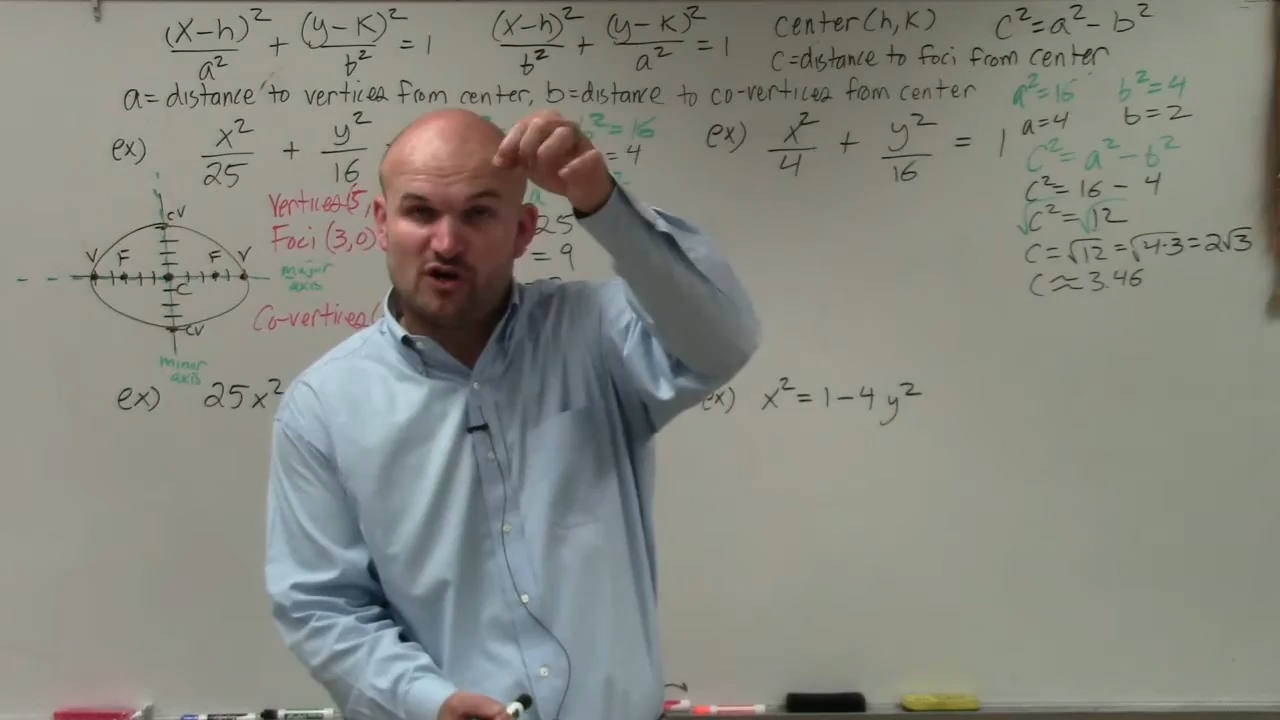 (x-h)²/a² + (y-k)²/b² = 1
(x-h)²/b² + (y-k)²/a² = 1
center (h, k)
c² = a² - b²
c = distance to foci from center
a = distance to vertices from center, b = distance to co-vertices from center
ex) x²/25 + y²/16
b² = 16
= 4
25
= 9
Vertices (5,
Foci (3,0)
Co-vertices (
CV
V F F V
C
CV
major axis
minor axis
ex) x²/4 + y²/16 = 1
a² = 16 b² = 4
a = 4 b = 2
c² = a² - b²
c² = 16 - 4
√c² = √12
c = √12 = √4·3 = 2√3
c ≈ 3.46
ex) 25x²
ex) x² = 1 - 4y²